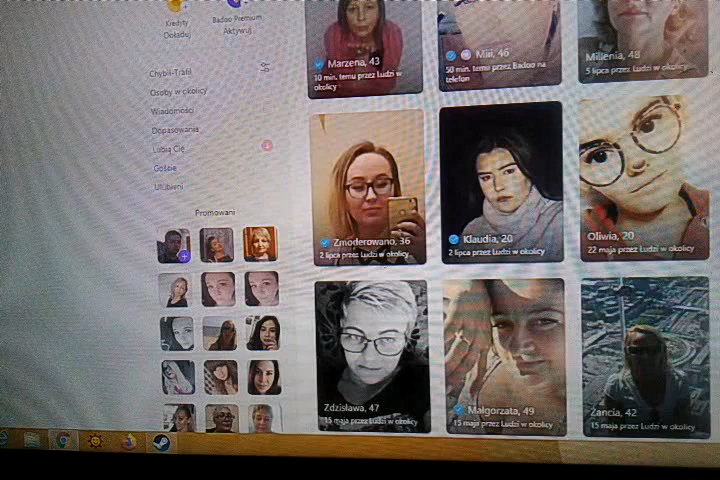 Kredyty
Doładuj
Badoo Premium
Aktywuj
Chybił-Trafił
Osoby w okolicy
Wiadomości
Dopasowania
Lubią Cię
Goście
Ulubieni
Promowani
Marzena, 43
10 min. temu przez Ludzi w
okolicy
46
50 min. temu przez Badoo na
telefon
Millenia, 48
5 lipca przez Ludzi w okolicy
Zmoderowano, 36
2 lipca przez Ludzi w okolicy
Klaudia, 20
2 lipca przez Ludzi w okolicy
Oliwia, 20
22 maja przez Ludzi w okolicy
Zdzisława, 47
15 maja przez Ludzi w okolicy
Małgorzata, 49
15 maja przez Ludzi w okolicy
Żancia, 42
15 maja przez Ludzi w okolicy